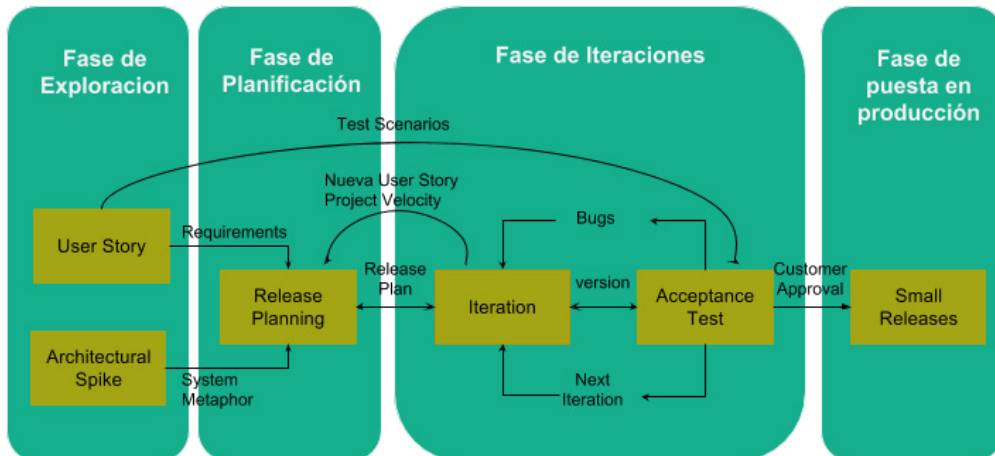 Fase de
Exploracion
Fase de
Planificación
Fase de Iteraciones
Fase de
puesta en
producción
Test Scenarios
Nueva User Story
Project Velocity
User Story
Requirements
Release
Planning
Release
Plan
Iteration
Bugs
version
Acceptance
Test
Customer
Approval
Small
Releases
Architectural
Spike
System
Metaphor
Next
Iteration